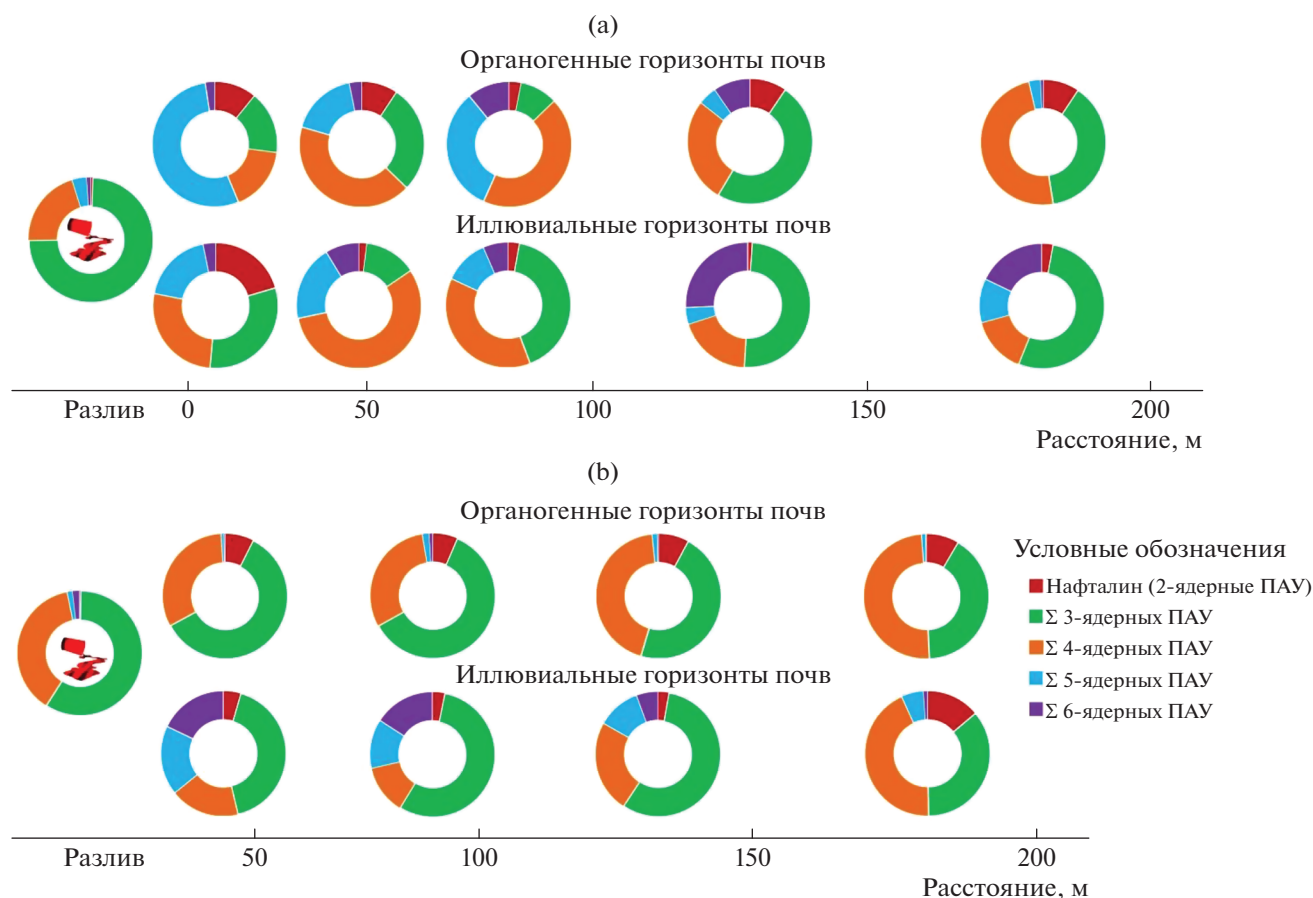 (a)
Органогенные горизонты почв
Иллювиальные горизонты почв
Разлив 0 50 100 150 200
Расстояние, м
(b)
Органогенные горизонты почв
Иллювиальные горизонты почв
Условные обозначения
Нафталин (2-ядерные ПАУ)
Σ 3-ядерных ПАУ
Σ 4-ядерных ПАУ
Σ 5-ядерных ПАУ
Σ 6-ядерных ПАУ
Разлив 50 100 150 200
Расстояние, м